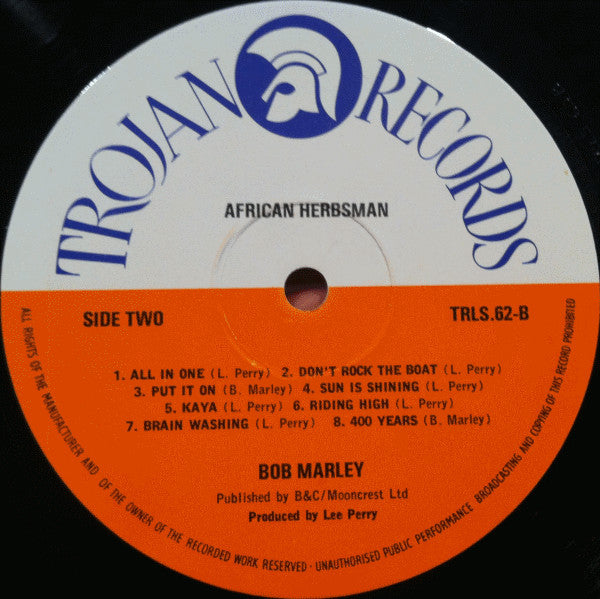 TROJAN RECORDS
AFRICAN HERBSMAN
SIDE TWO
TRLS.62-B
1. ALL IN ONE (L. Perry) 2. DON'T ROCK THE BOAT (L. Perry)
3. PUT IT ON (B. Marley) 4. SUN IS SHINING (L. Perry)
5. KAYA (L. Perry) 6. RIDING HIGH (L. Perry)
7. BRAIN WASHING (L. Perry) 8. 400 YEARS (B. Marley)
BOB MARLEY
Published by B&C/Mooncrest Ltd
Produced by Lee Perry
ALL RIGHTS OF THE MANUFACTURER AND OF THE OWNER OF THE RECORDED WORK RESERVED · UNAUTHORISED PUBLIC PERFORMANCE BROADCASTING AND COPYING OF THIS RECORD PROHIBITED